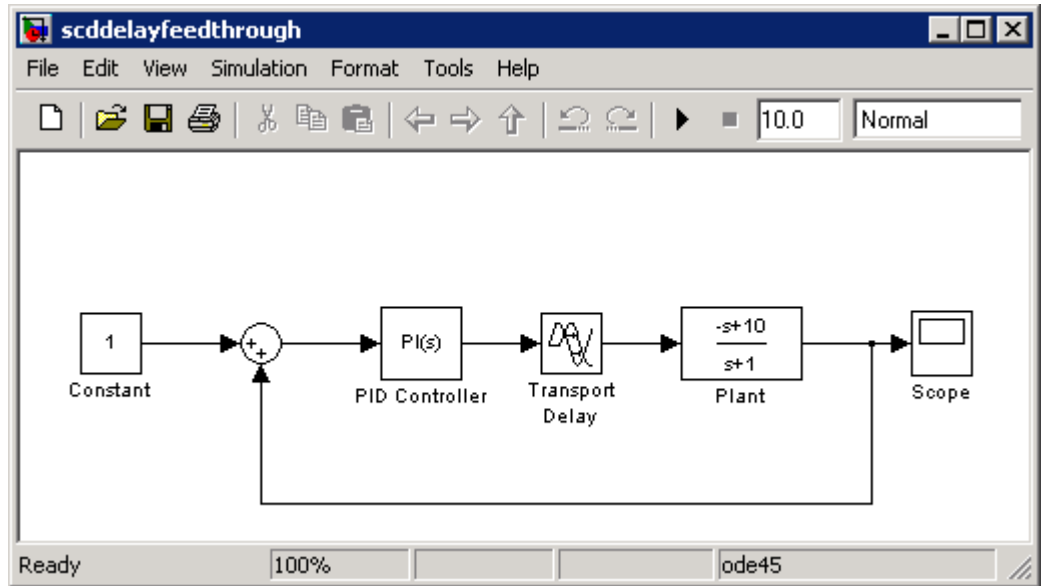 scddelayfeedthrough
File Edit View Simulation Format Tools Help
10.0 Normal
1
Constant
+
+
PI(s)
PID Controller
Transport
Delay
-s+10
s+1
Plant
Scope
Ready 100% ode45